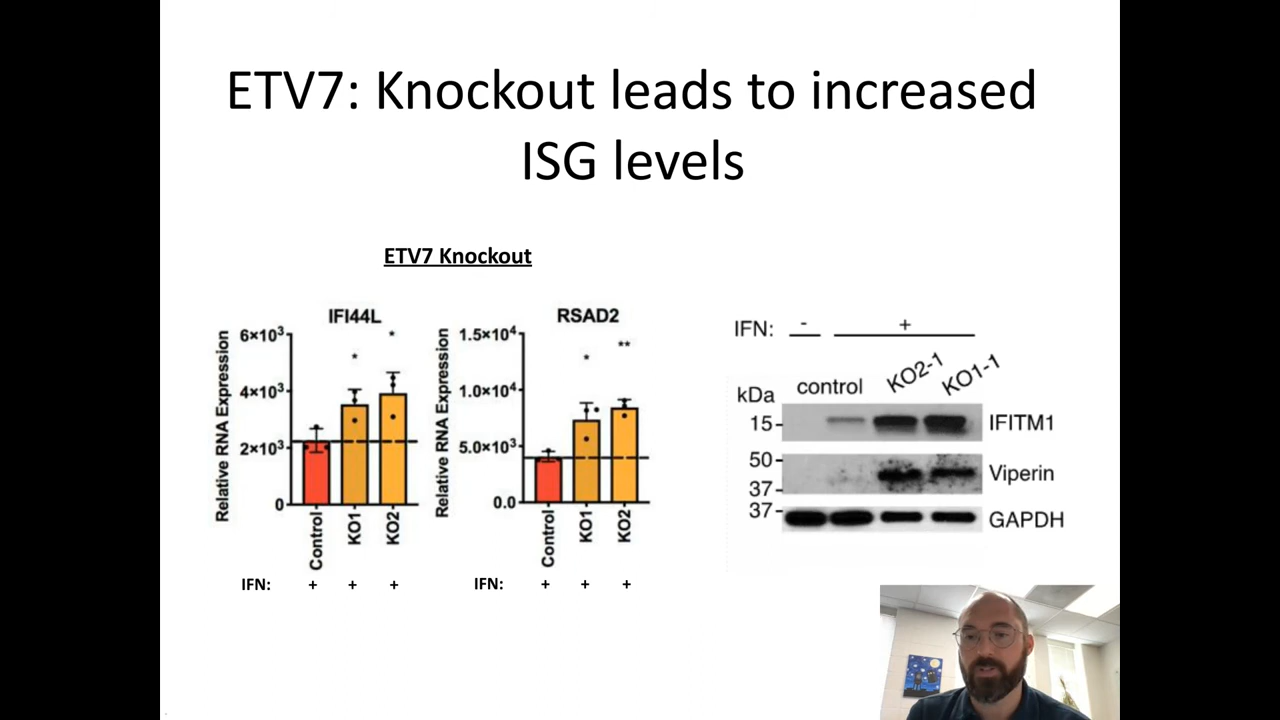 ETV7: Knockout leads to increased
ISG levels
ETV7 Knockout
IFI44L
Relative RNA Expression
6×10³
4×10³
2×10³
0
*
*
Control
KO1
KO2
IFN: + + +
RSAD2
Relative RNA Expression
1.5×10⁴
1.0×10⁴
5.0×10³
0.0
*
**
Control
KO1
KO2
IFN: + + +
IFN: - +
kDa control KO2-1 KO1-1
15- IFITM1
50-
Viperin
37-
37-
GAPDH